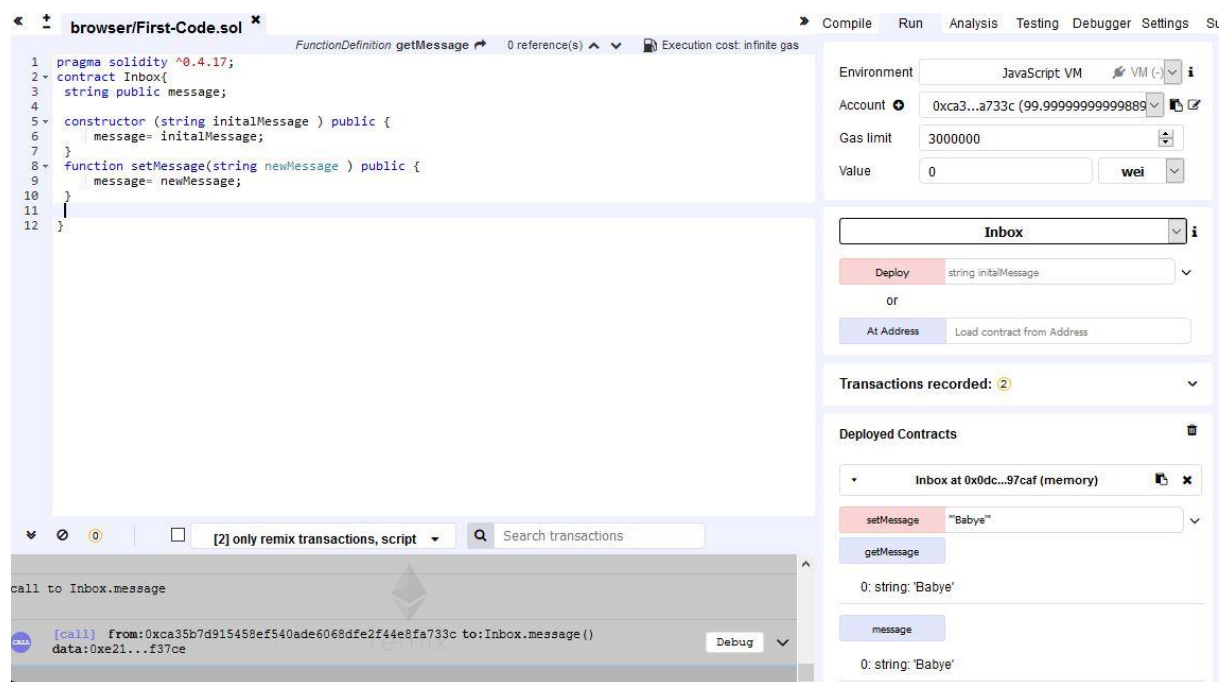 browser/First-Code.sol
FunctionDefinition getMessage 0 reference(s) Execution cost: infinite gas
1 pragma solidity ^0.4.17;
2 contract Inbox{
3 string public message;
4
5 constructor (string initalMessage ) public {
6 message= initalMessage;
7 }
8 function setMessage(string newMessage ) public {
9 message= newMessage;
10 }
11
12 }
0
[2] only remix transactions, script
Search transactions
call to Inbox.message
CALL
[call] from:0xca35b7d915458ef540ade6068dfe2f44e8fa733c to:Inbox.message()
data:0xe21...f37ce
Debug
remix
Compile Run Analysis Testing Debugger Settings Su
Environment JavaScript VM VM (-) i
Account 0xca3...a733c (99.99999999999889
Gas limit 3000000
Value 0 wei
Inbox i
Deploy string initalMessage
or
At Address Load contract from Address
Transactions recorded: 2
Deployed Contracts
Inbox at 0x0dc...97caf (memory)
setMessage "'Babye'"
getMessage
0: string: 'Babye'
message
0: string: 'Babye'